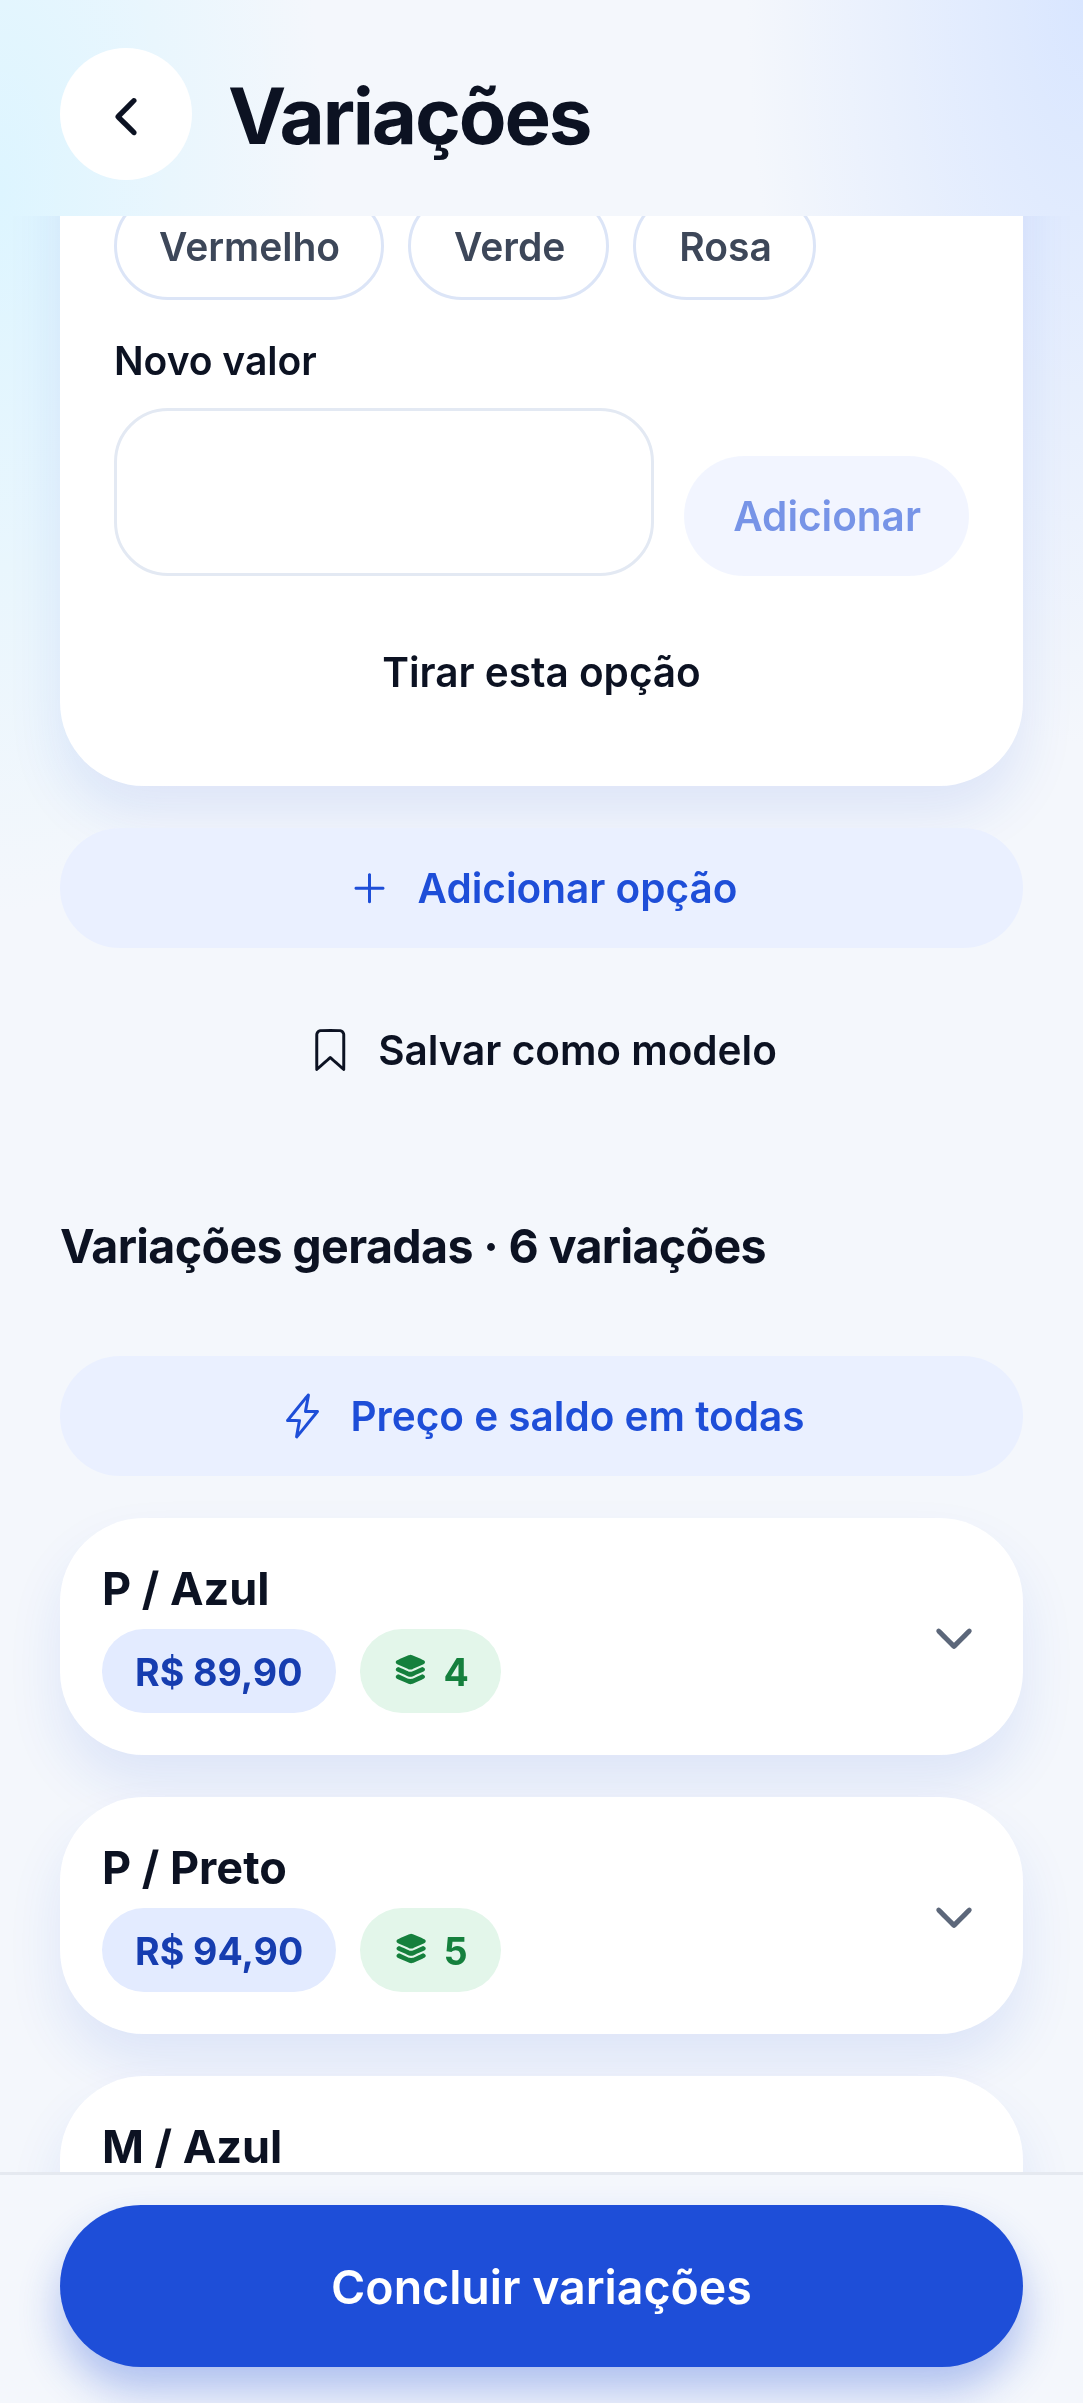 Variações
Vermelho
Verde
Rosa
Novo valor
Adicionar
Tirar esta opção
Adicionar opção
Salvar como modelo
Variações geradas · 6 variações
Preço e saldo em todas
P / Azul
R$ 89,90
4
P / Preto
R$ 94,90
5
M / Azul
Concluir variações